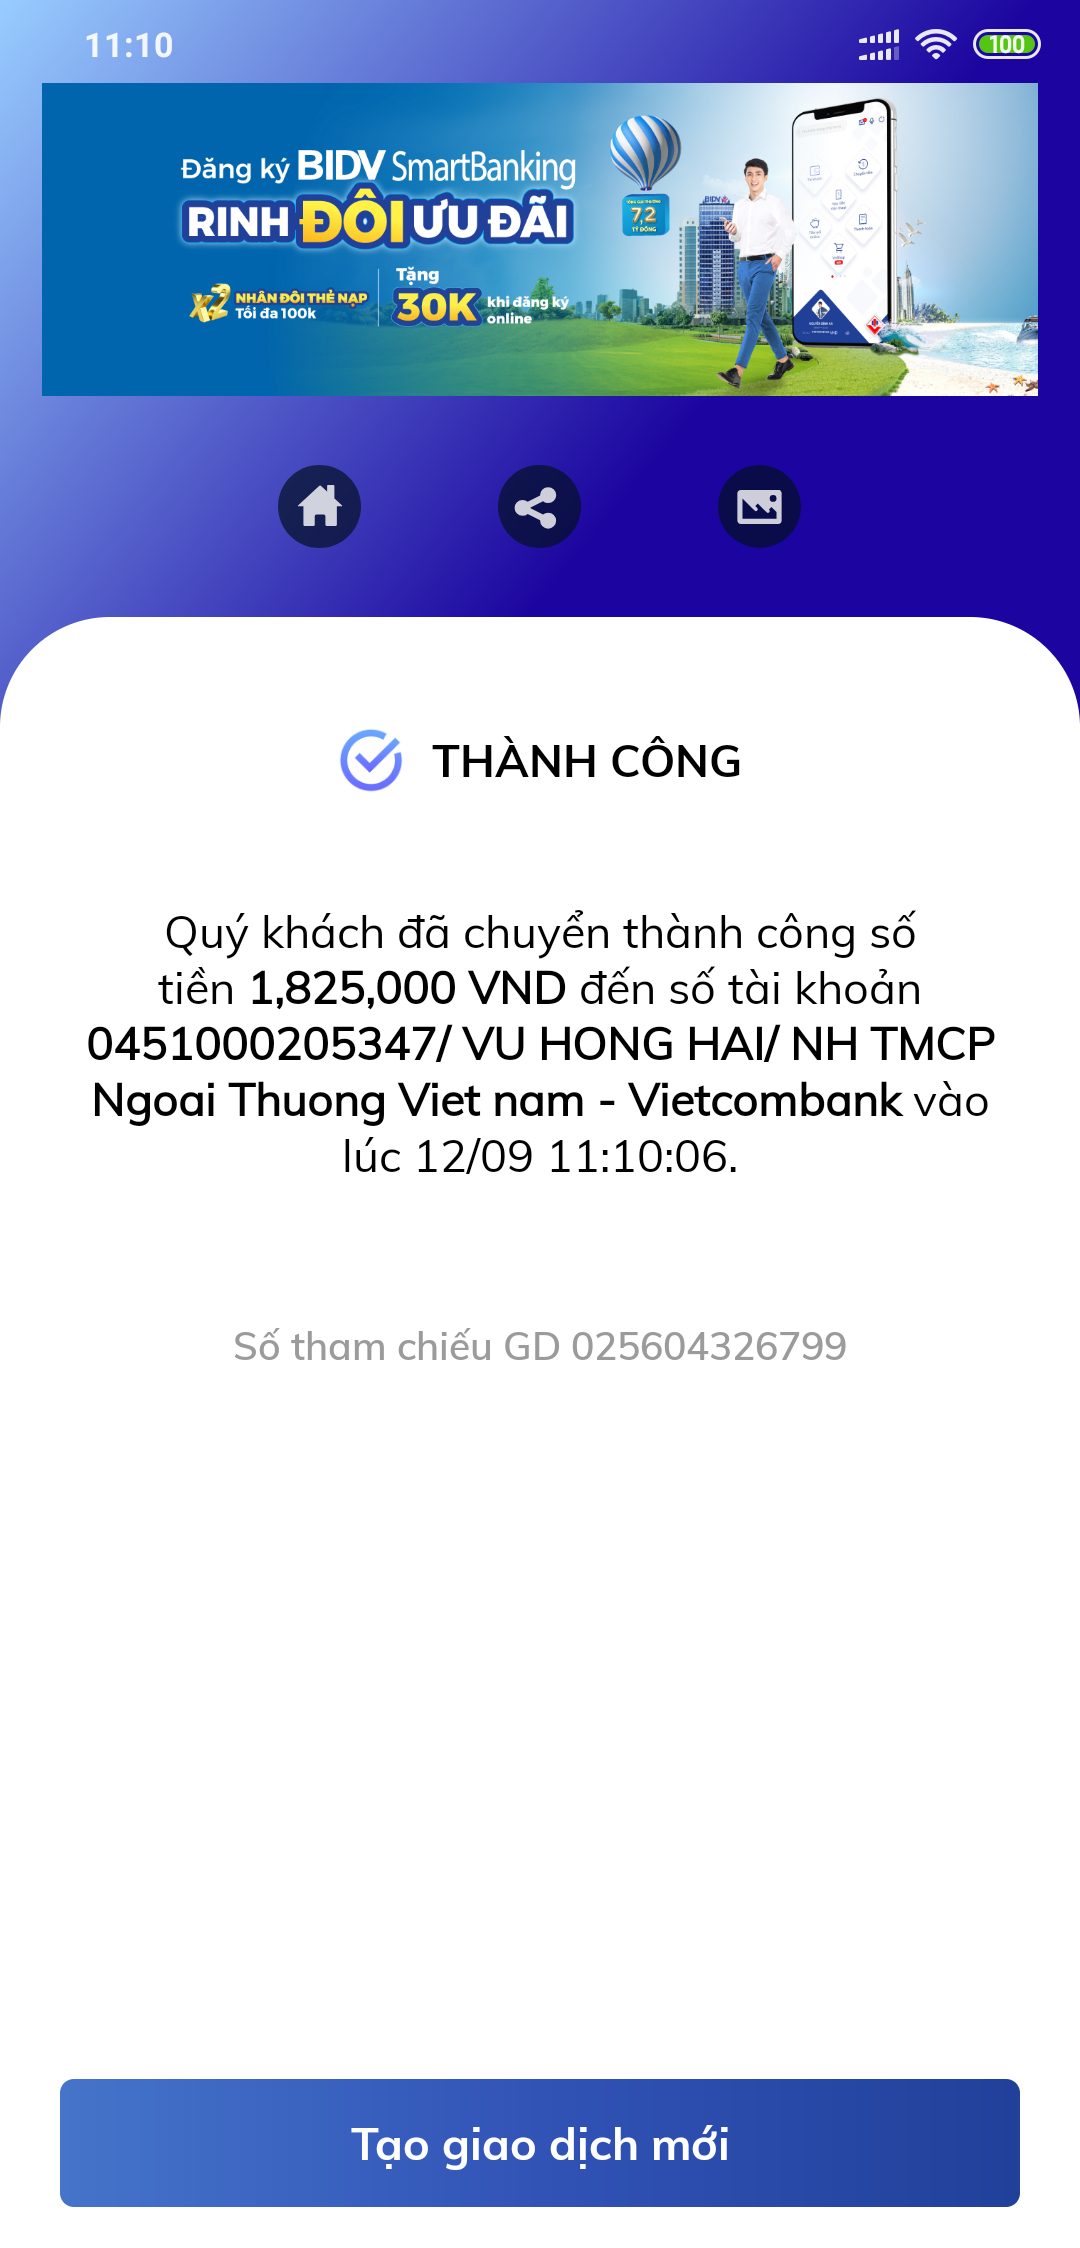 11:10
100
Đăng ký BIDV SmartBanking
RINH ĐÔI ƯU ĐÃI
x2 NHÂN ĐÔI THẺ NẠP
Tối đa 100k
Tặng
30K khi đăng ký
online
7,2
TỶ ĐỒNG
BIDV
THÀNH CÔNG
Quý khách đã chuyển thành công số
tiền 1,825,000 VND đến số tài khoản
0451000205347/ VU HONG HAI/ NH TMCP
Ngoai Thuong Viet nam - Vietcombank vào
lúc 12/09 11:10:06.
Số tham chiếu GD 025604326799
Tạo giao dịch mới